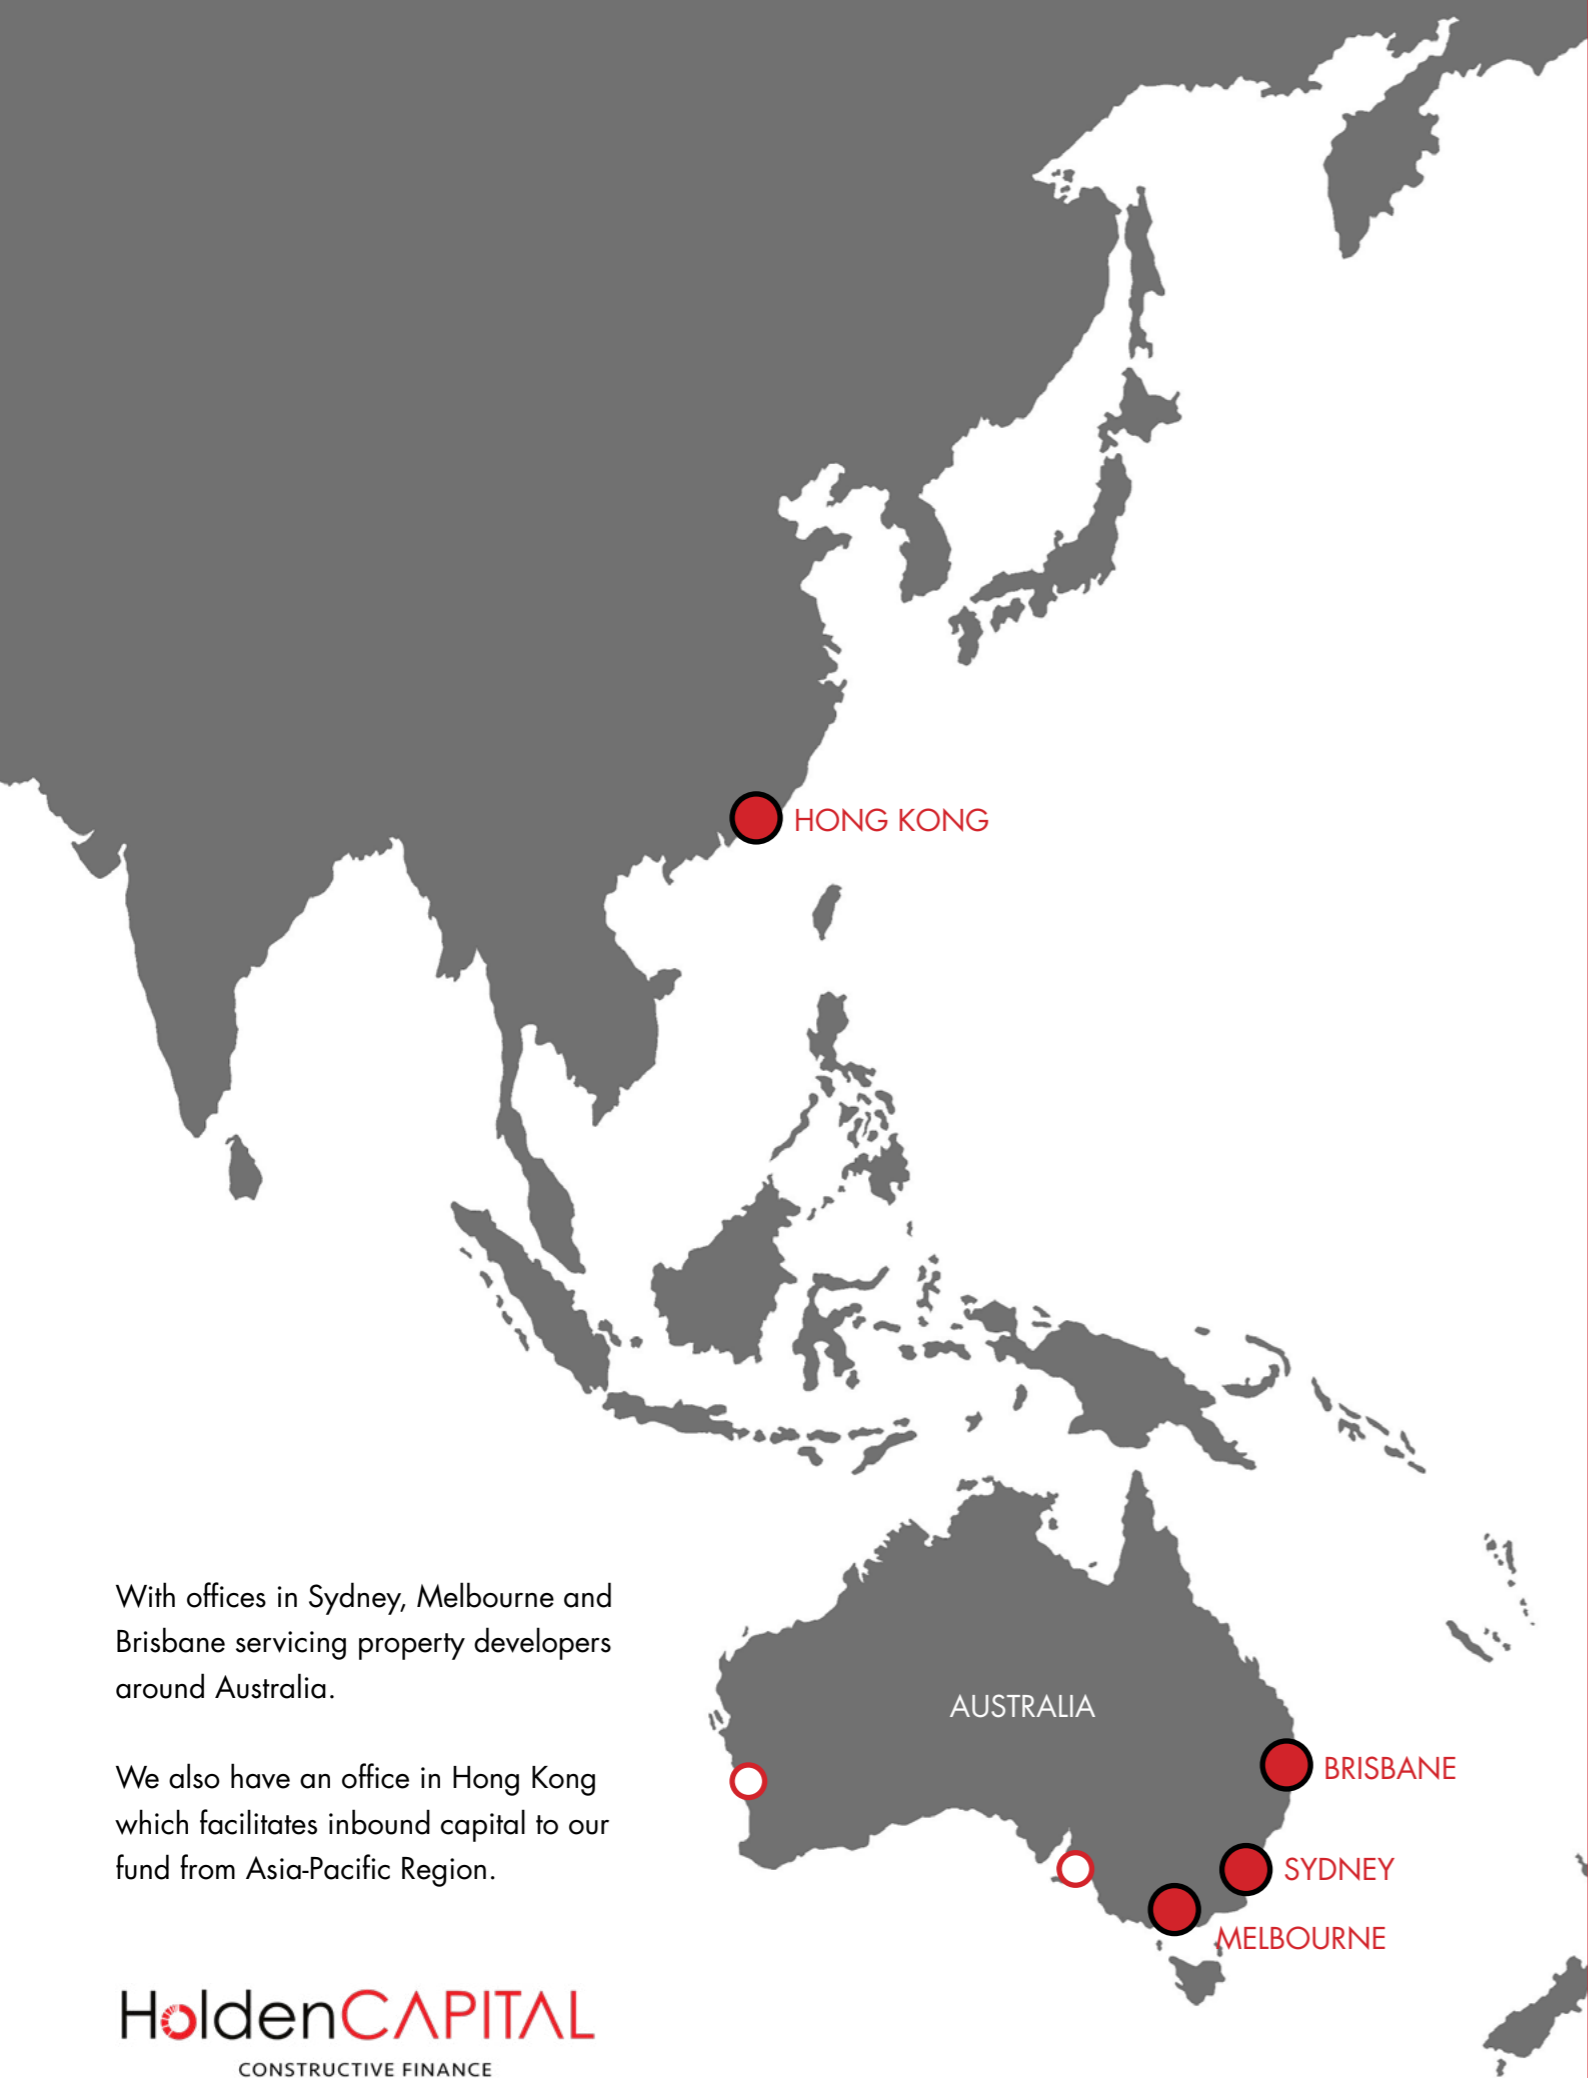 HONG KONG
With offices in Sydney, Melbourne and
Brisbane servicing property developers
around Australia.
We also have an office in Hong Kong
which facilitates inbound capital to our
fund from Asia-Pacific Region.
AUSTRALIA
BRISBANE
SYDNEY
MELBOURNE
HoldenCAPITAL
CONSTRUCTIVE FINANCE